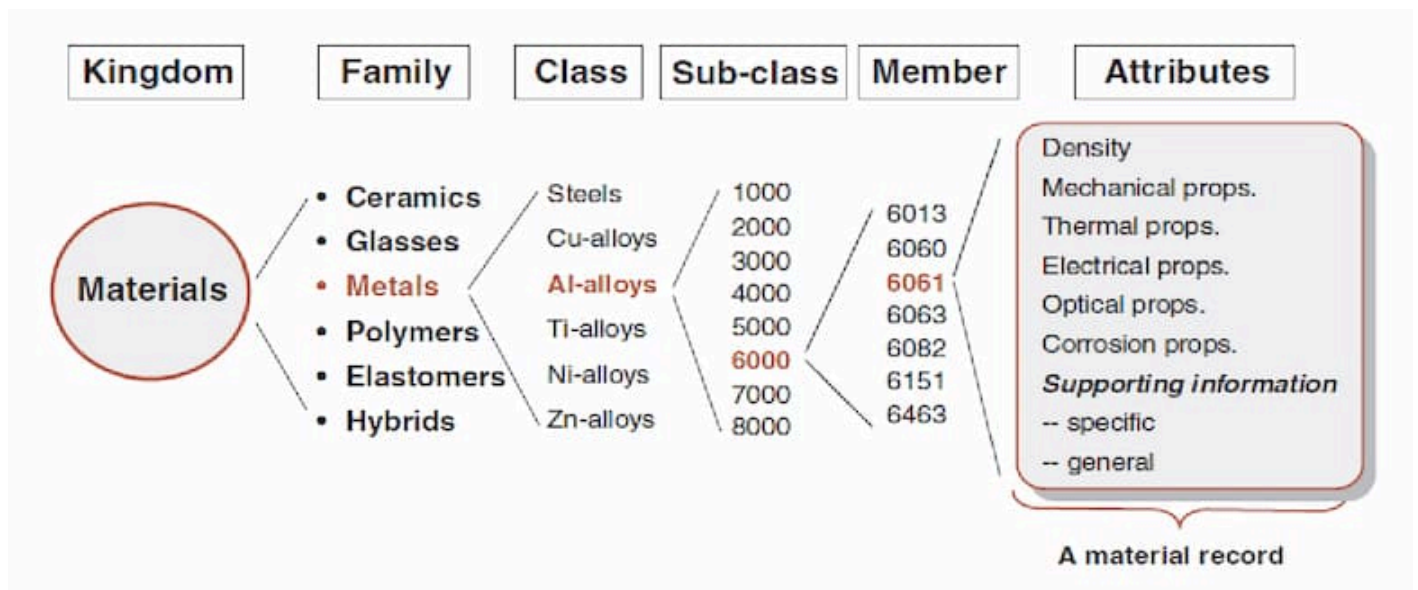 Kingdom
Family
Class
Sub-class
Member
Attributes
Materials
• Ceramics
• Glasses
• Metals
• Polymers
• Elastomers
• Hybrids
Steels
Cu-alloys
Al-alloys
Ti-alloys
Ni-alloys
Zn-alloys
1000
2000
3000
4000
5000
6000
7000
8000
6013
6060
6061
6063
6082
6151
6463
Density
Mechanical props.
Thermal props.
Electrical props.
Optical props.
Corrosion props.
Supporting information
-- specific
-- general
A material record